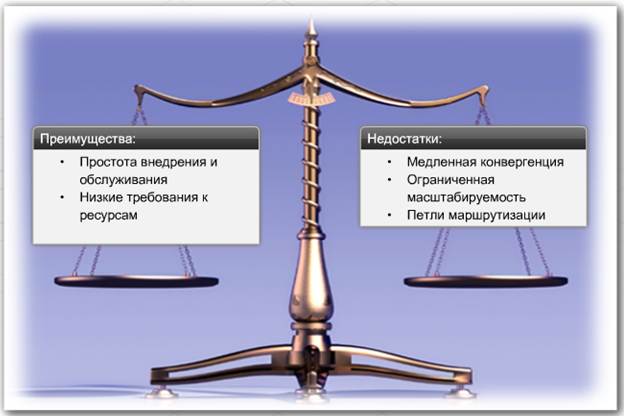 Преимущества:
• Простота внедрения и
обслуживания
• Низкие требования к
ресурсам
Недостатки:
• Медленная конвергенция
• Ограниченная
масштабируемость
• Петли маршрутизации